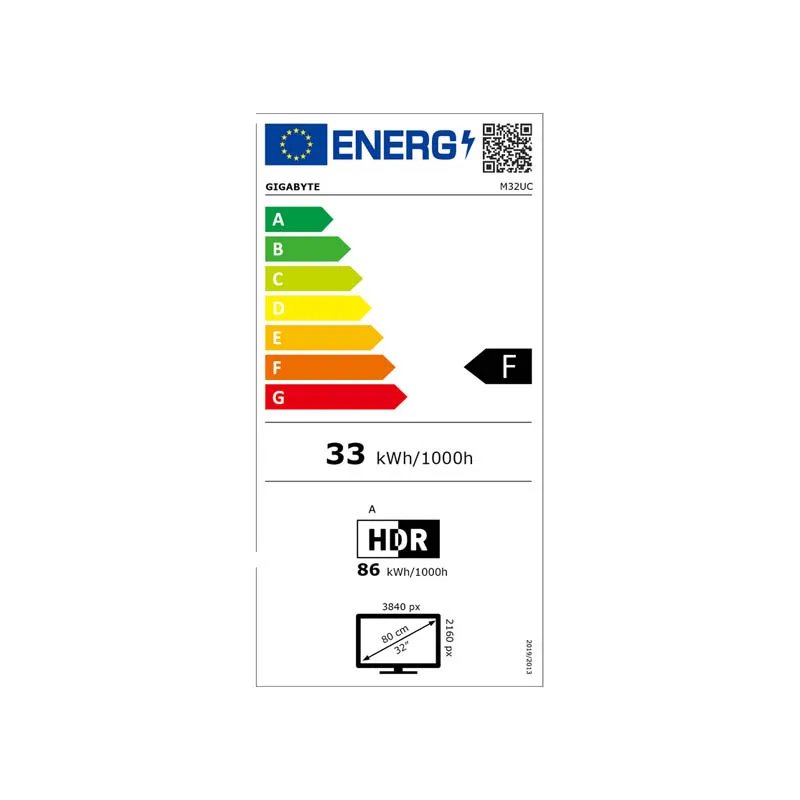 ENERG
GIGABYTE M32UC
A
B
C
D
E
F F
G
33 kWh/1000h
A
HDR
86 kWh/1000h
3840 px
2160 px
80 cm
32"
2019/2013